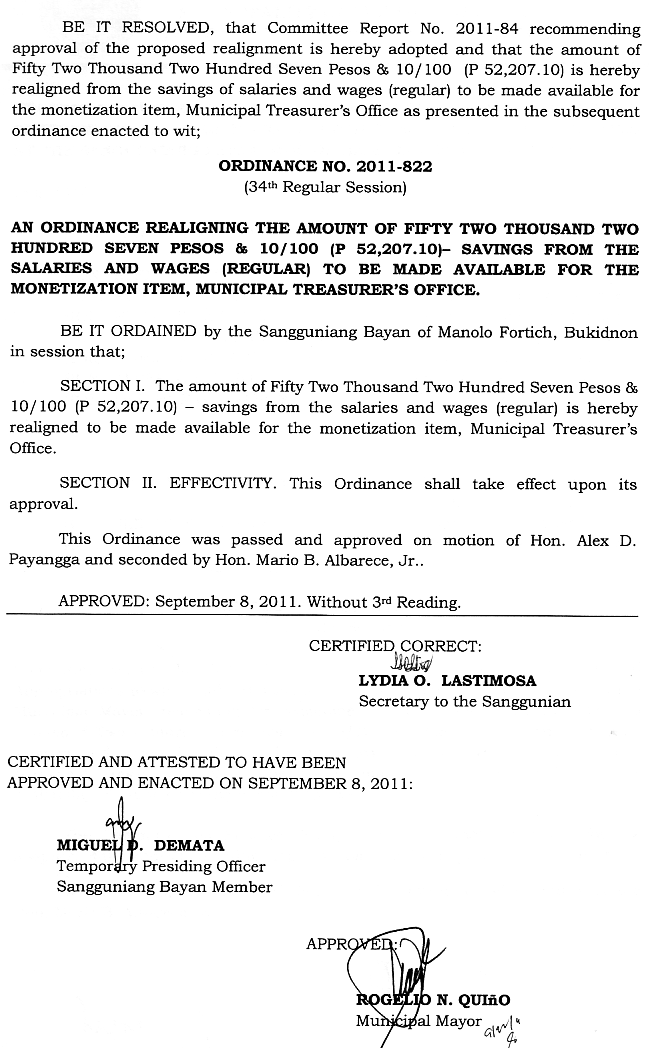 BE IT RESOLVED, that Committee Report No. 2011-84 recommending
approval of the proposed realignment is hereby adopted and that the amount of
Fifty Two Thousand Two Hundred Seven Pesos & 10/100 (P 52,207.10) is hereby
realigned from the savings of salaries and wages (regular) to be made available for
the monetization item, Municipal Treasurer's Office as presented in the subsequent
ordinance enacted to wit;
ORDINANCE NO. 2011-822
(34th Regular Session)
AN ORDINANCE REALIGNING THE AMOUNT OF FIFTY TWO THOUSAND TWO
HUNDRED SEVEN PESOS & 10/100 (P 52,207.10)– SAVINGS FROM THE
SALARIES AND WAGES (REGULAR) TO BE MADE AVAILABLE FOR THE
MONETIZATION ITEM, MUNICIPAL TREASURER'S OFFICE.
BE IT ORDAINED by the Sangguniang Bayan of Manolo Fortich, Bukidnon
in session that;
SECTION I. The amount of Fifty Two Thousand Two Hundred Seven Pesos &
10/100 (P 52,207.10) – savings from the salaries and wages (regular) is hereby
realigned to be made available for the monetization item, Municipal Treasurer's
Office.
SECTION II. EFFECTIVITY. This Ordinance shall take effect upon its
approval.
This Ordinance was passed and approved on motion of Hon. Alex D.
Payangga and seconded by Hon. Mario B. Albarece, Jr..
APPROVED: September 8, 2011. Without 3rd Reading.
CERTIFIED CORRECT:
LYDIA O. LASTIMOSA
Secretary to the Sanggunian
CERTIFIED AND ATTESTED TO HAVE BEEN
APPROVED AND ENACTED ON SEPTEMBER 8, 2011:
MIGUEL D. DEMATA
Temporary Presiding Officer
Sangguniang Bayan Member
APPROVED:
ROGELIO N. QUIñO
Municipal Mayor